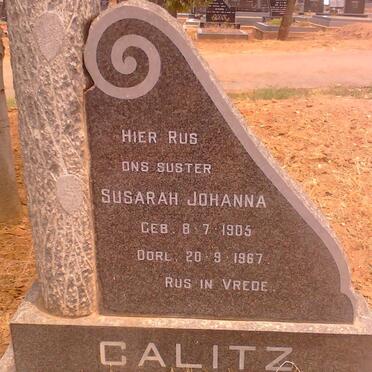 HIER RUS
ONS SUSTER
SUSARAH JOHANNA
GEB. 8·7·1905
OORL. 20·9·1967.
RUS IN VREDE.
CALITZ